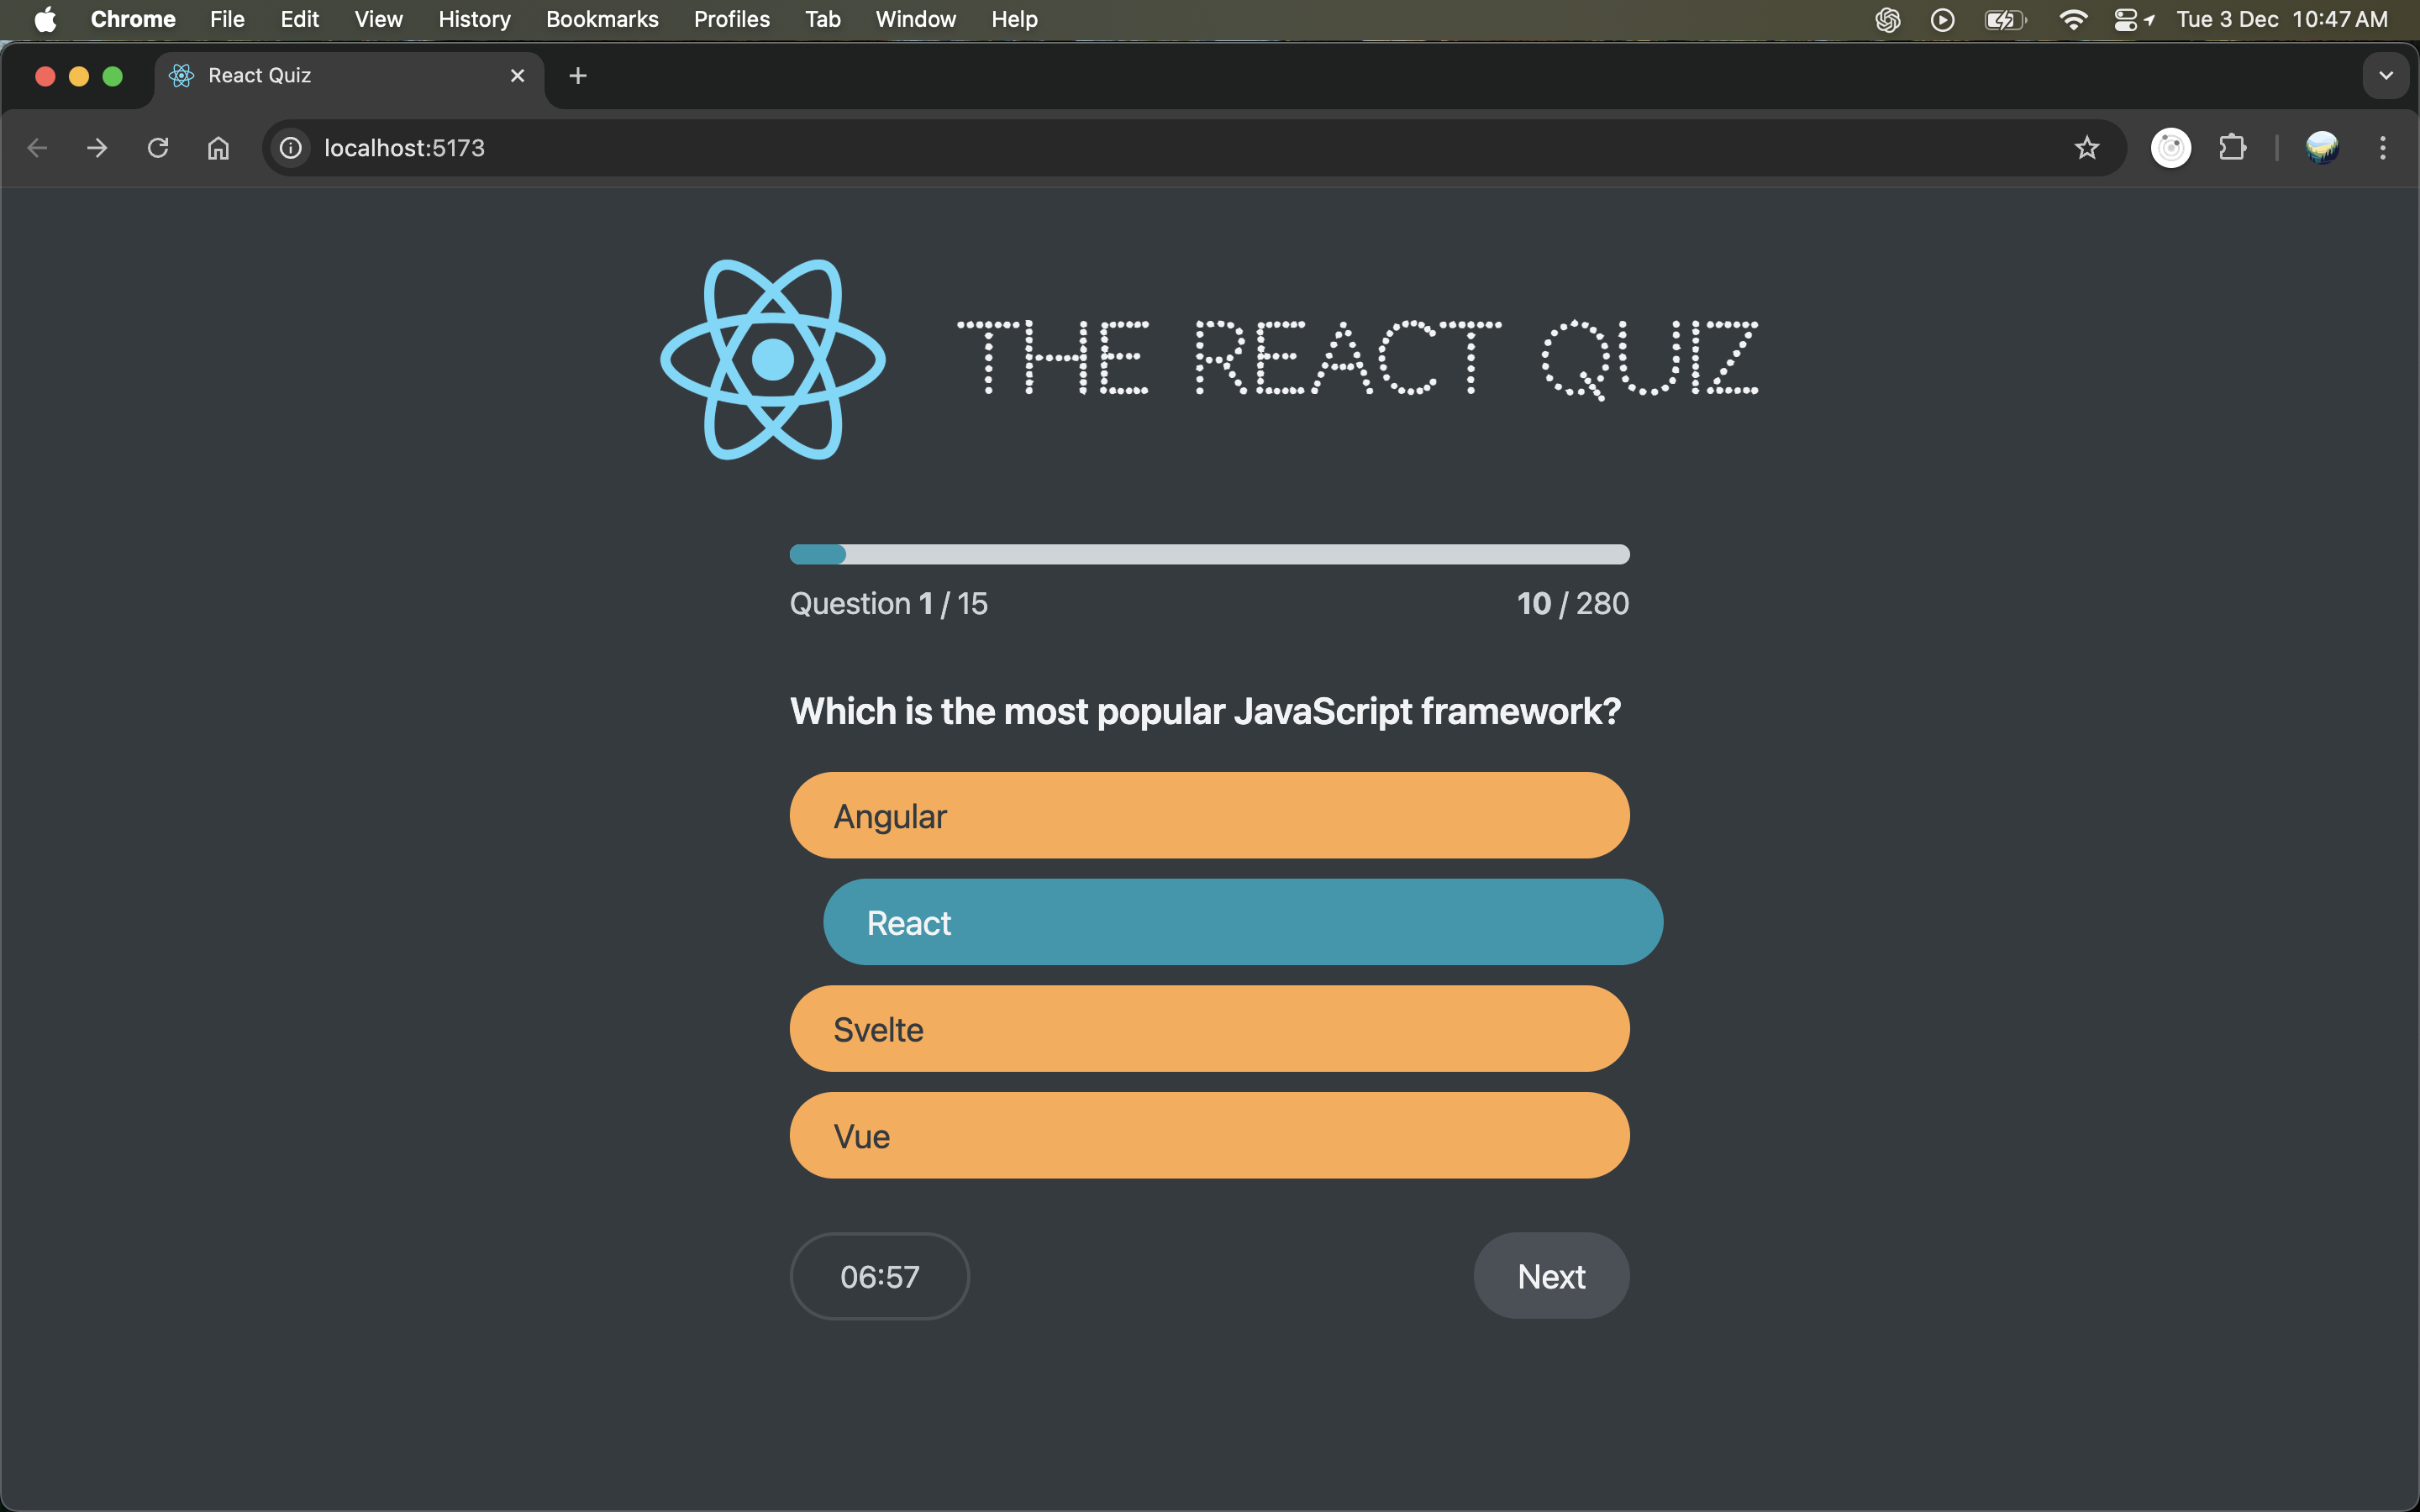 Chrome File Edit View History Bookmarks Profiles Tab Window Help Tue 3 Dec 10:47 AM
React Quiz
localhost:5173
THE REACT QUIZ
Question 1 / 15 10 / 280
Which is the most popular JavaScript framework?
Angular
React
Svelte
Vue
06:57 Next